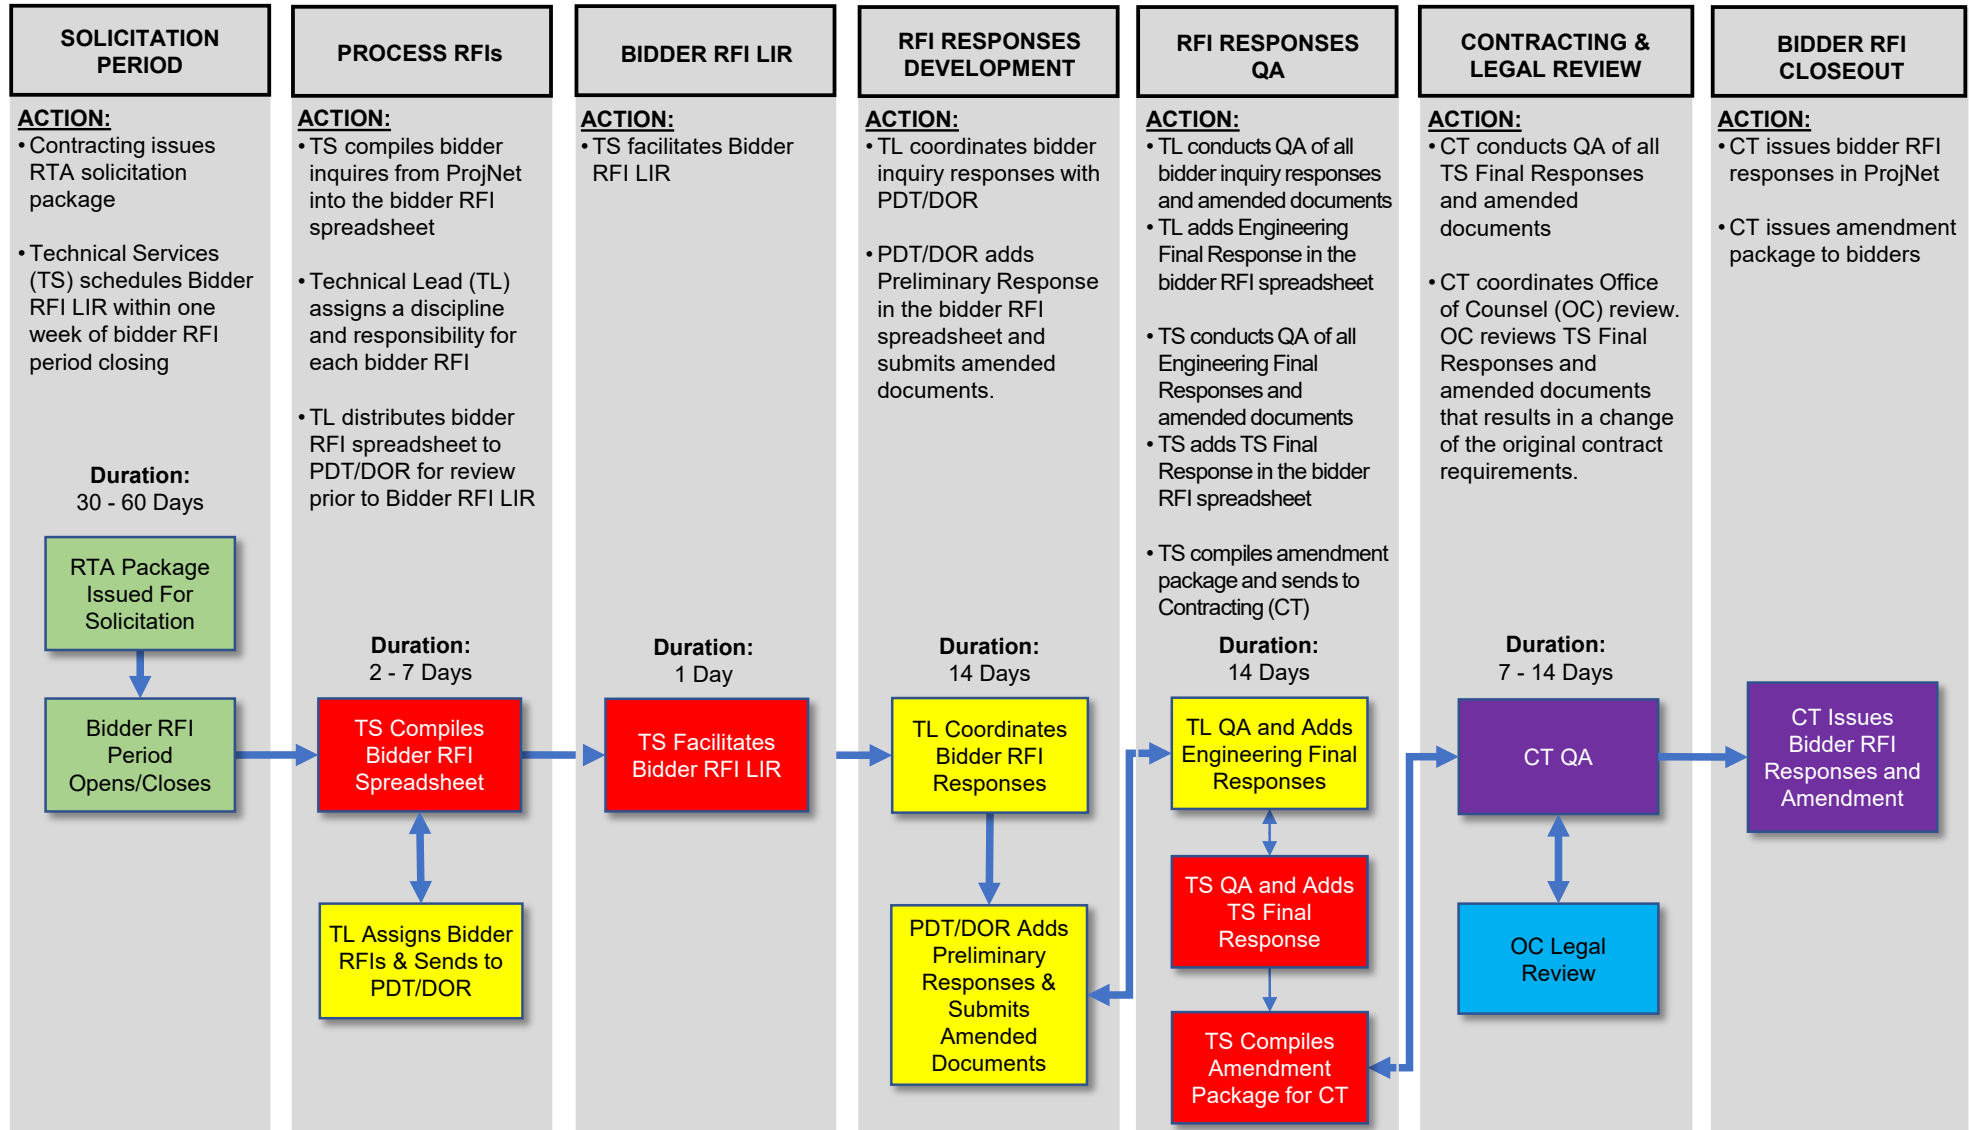 SOLICITATION
PERIOD
ACTION:
• Contracting issues
RTA solicitation
package
• Technical Services
(TS) schedules Bidder
RFI LIR within one
week of bidder RFI
period closing
Duration:
30 - 60 Days
RTA Package
Issued For
Solicitation
Bidder RFI
Period
Opens/Closes
PROCESS RFIs
ACTION:
• TS compiles bidder
inquires from ProjNet
into the bidder RFI
spreadsheet
• Technical Lead (TL)
assigns a discipline
and responsibility for
each bidder RFI
• TL distributes bidder
RFI spreadsheet to
PDT/DOR for review
prior to Bidder RFI LIR
Duration:
2 - 7 Days
TS Compiles
Bidder RFI
Spreadsheet
TL Assigns Bidder
RFIs & Sends to
PDT/DOR
BIDDER RFI LIR
ACTION:
• TS facilitates Bidder
RFI LIR
Duration:
1 Day
TS Facilitates
Bidder RFI LIR
RFI RESPONSES
DEVELOPMENT
ACTION:
• TL coordinates bidder
inquiry responses with
PDT/DOR
• PDT/DOR adds
Preliminary Response
in the bidder RFI
spreadsheet and
submits amended
documents.
Duration:
14 Days
TL Coordinates
Bidder RFI
Responses
PDT/DOR Adds
Preliminary
Responses &
Submits
Amended
Documents
RFI RESPONSES
QA
ACTION:
• TL conducts QA of all
bidder inquiry responses
and amended documents
• TL adds Engineering
Final Response in the
bidder RFI spreadsheet
• TS conducts QA of all
Engineering Final
Responses and
amended documents
• TS adds TS Final
Response in the bidder
RFI spreadsheet
• TS compiles amendment
package and sends to
Contracting (CT)
Duration:
14 Days
TL QA and Adds
Engineering Final
Responses
TS QA and Adds
TS Final
Response
TS Compiles
Amendment
Package for CT
CONTRACTING &
LEGAL REVIEW
ACTION:
• CT conducts QA of all
TS Final Responses
and amended
documents
• CT coordinates Office
of Counsel (OC) review.
OC reviews TS Final
Responses and
amended documents
that results in a change
of the original contract
requirements.
Duration:
7 - 14 Days
CT QA
OC Legal
Review
BIDDER RFI
CLOSEOUT
ACTION:
• CT issues bidder RFI
responses in ProjNet
• CT issues amendment
package to bidders
CT Issues
Bidder RFI
Responses and
Amendment